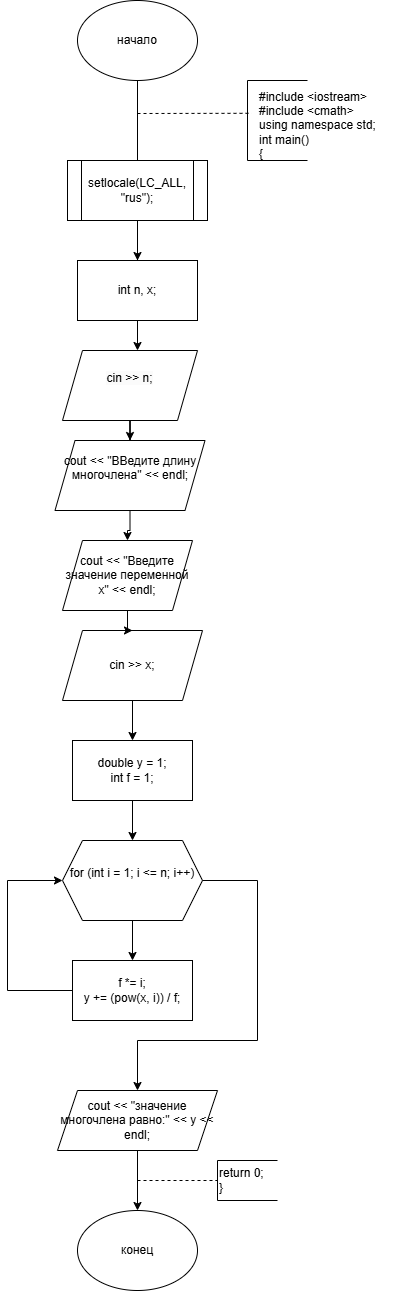 начало
#include <iostream>
#include <cmath>
using namespace std;
int main()
{
setlocale(LC_ALL,
"rus");
int n, x;
cin >> n;
cout << "ВВедите длину
многочлена" << endl;
cout << "Введите
значение переменной
x" << endl;
cin >> x;
double y = 1;
int f = 1;
for (int i = 1; i <= n; i++)
f *= i;
y += (pow(x, i)) / f;
cout << "значение
многочлена равно:" << y <<
endl;
return 0;
}
конец